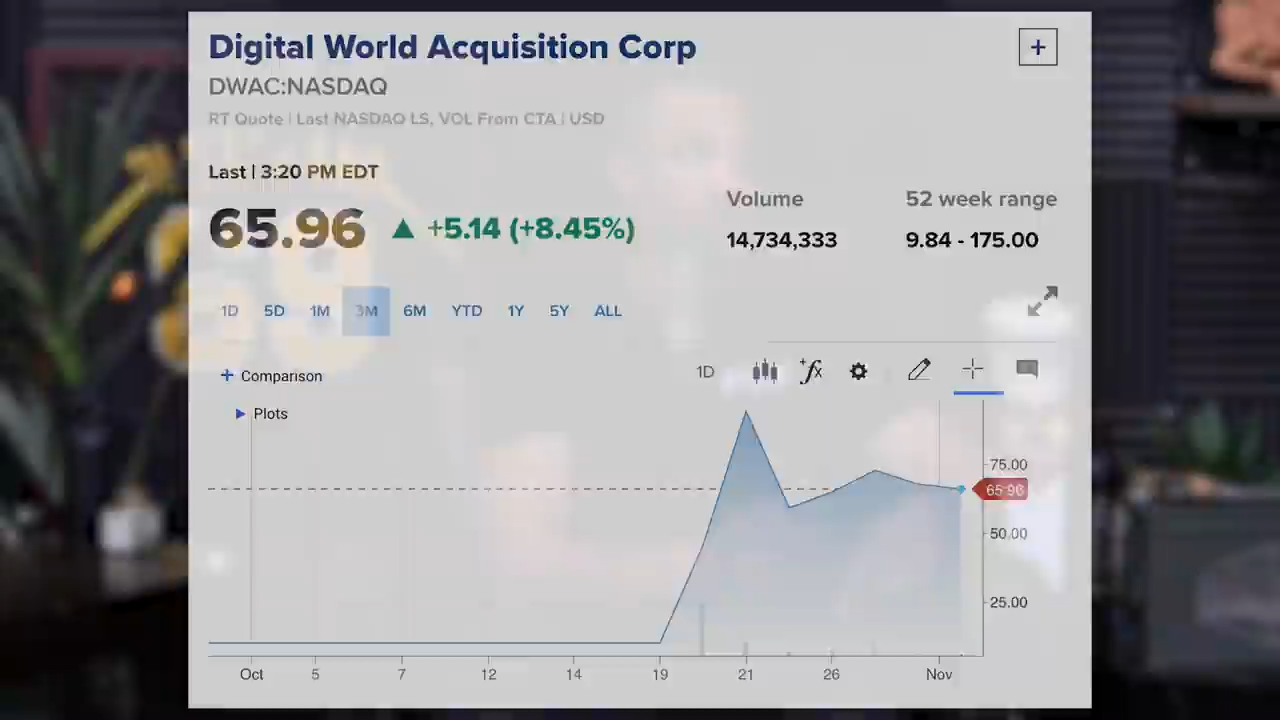 Digital World Acquisition Corp
+
DWAC:NASDAQ
RT Quote | Last NASDAQ LS, VOL From CTA | USD
Last | 3:20 PM EDT
65.96 ▲ +5.14 (+8.45%)
Volume
14,734,333
52 week range
9.84 - 175.00
1D 5D 1M 3M 6M YTD 1Y 5Y ALL
+ Comparison
1D
+fx
Plots
75.00
65.96
50.00
25.00
Oct 5 7 12 14 19 21 26 Nov